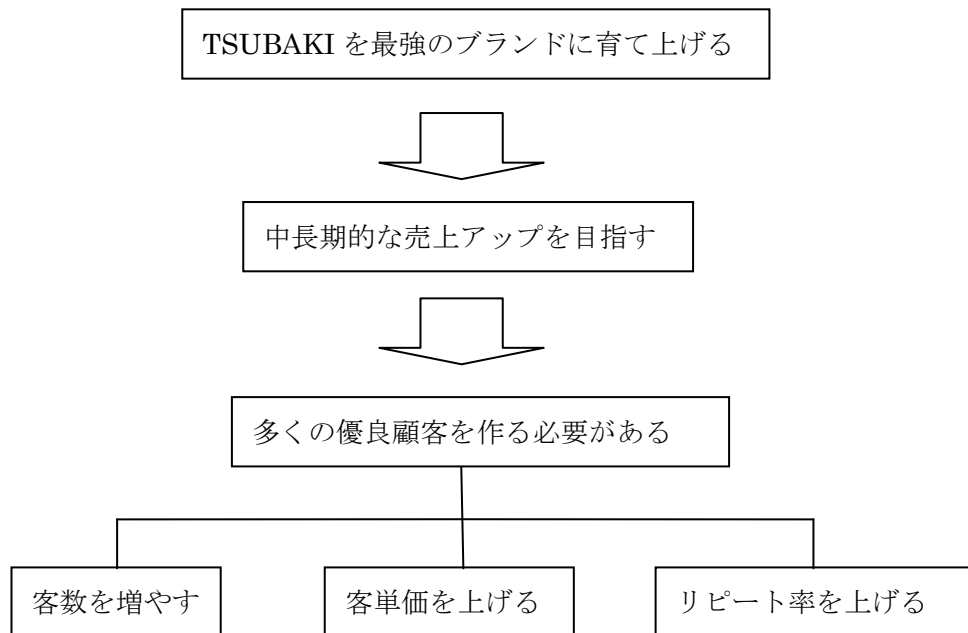 TSUBAKI を最強のブランドに育て上げる
中長期的な売上アップを目指す
多くの優良顧客を作る必要がある
客数を増やす
客単価を上げる
リピート率を上げる